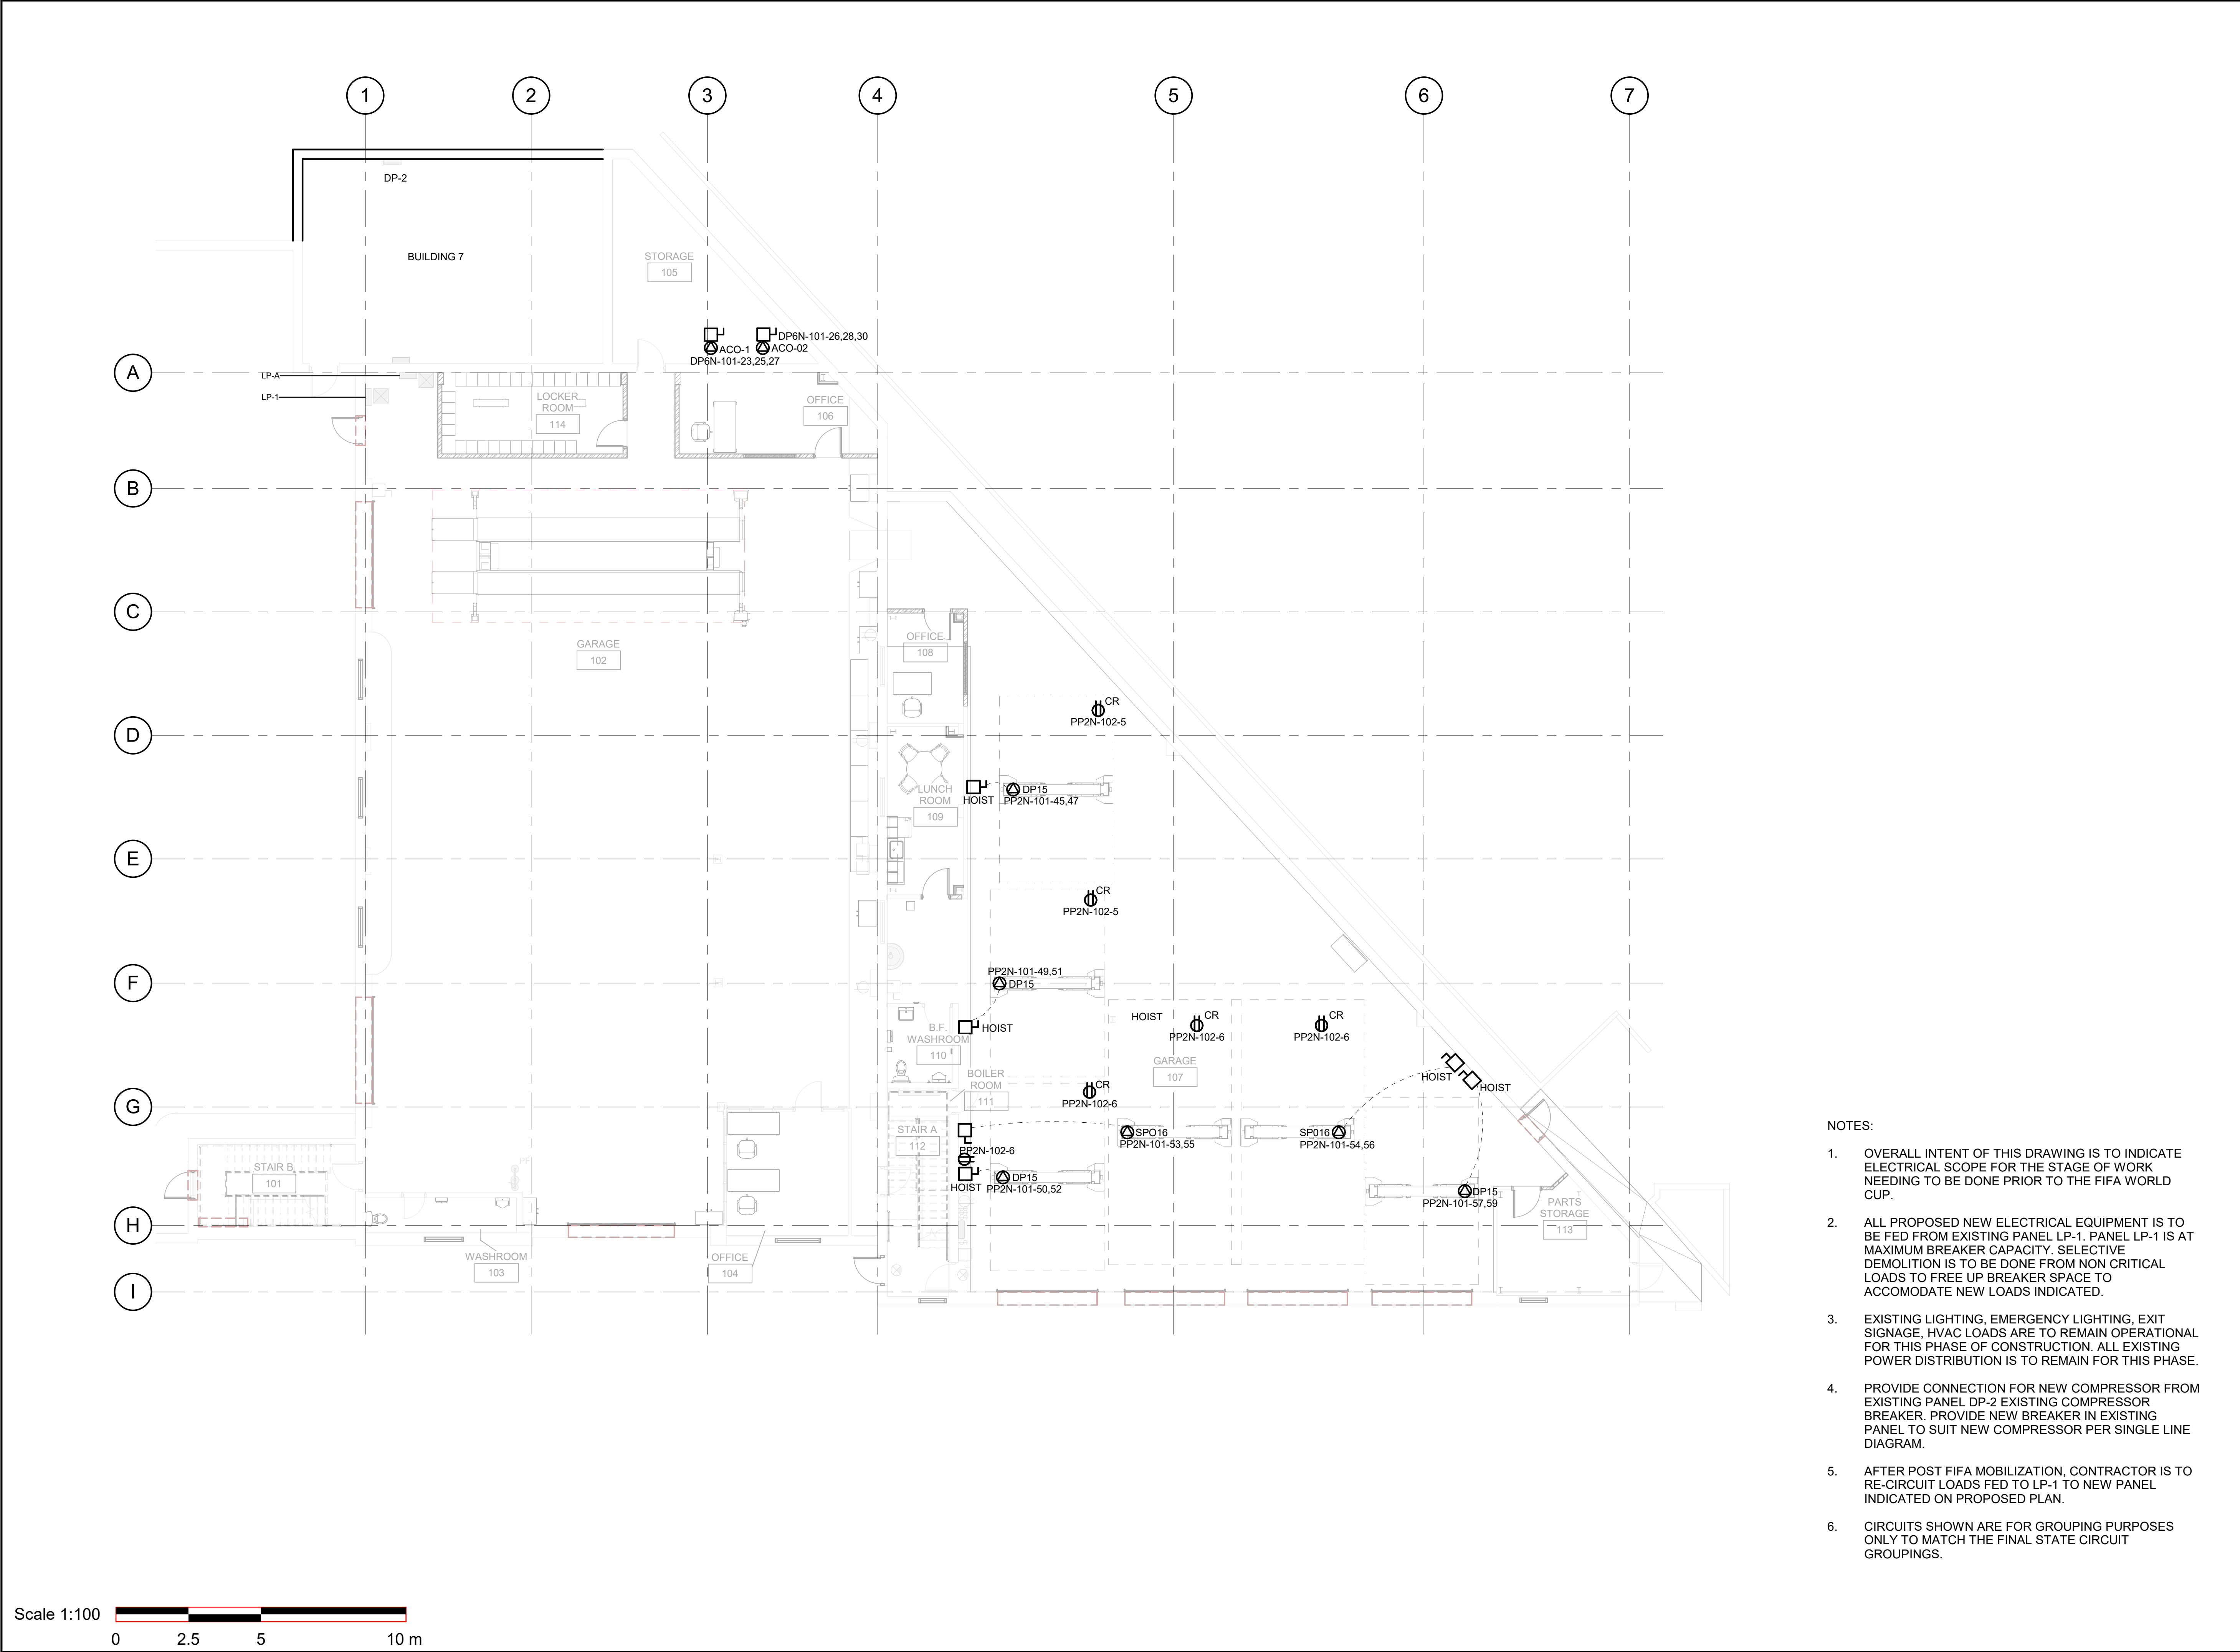 1
2
3
4
5
6
7
DP-2
BUILDING 7
STORAGE
105
DP6N-101-26,28,30
ACO-1
ACO-02
DP6N-101-23,25,27
A
LP-A
LP-1
LOCKER
ROOM
114
OFFICE
106
B
C
GARAGE
102
OFFICE
108
CR
PP2N-102-5
D
LUNCH
ROOM
109
HOIST
DP15
PP2N-101-45,47
E
CR
PP2N-102-5
F
PP2N-101-49,51
DP15
HOIST
B.F.
WASHROOM
110
HOIST
CR
PP2N-102-6
CR
PP2N-102-6
GARAGE
107
BOILER
ROOM
111
HOIST
HOIST
CR
PP2N-102-6
G
STAIR A
112
SPO16
PP2N-101-53,55
SP016
PP2N-101-54,56
PP2N-102-6
HOIST
DP15
PP2N-101-50,52
DP15
PP2N-101-57,59
STAIR B
101
PARTS
STORAGE
113
H
WASHROOM
103
OFFICE
104
I
NOTES:
1. OVERALL INTENT OF THIS DRAWING IS TO INDICATE
ELECTRICAL SCOPE FOR THE STAGE OF WORK
NEEDING TO BE DONE PRIOR TO THE FIFA WORLD
CUP.
2. ALL PROPOSED NEW ELECTRICAL EQUIPMENT IS TO
BE FED FROM EXISTING PANEL LP-1. PANEL LP-1 IS AT
MAXIMUM BREAKER CAPACITY. SELECTIVE
DEMOLITION IS TO BE DONE FROM NON CRITICAL
LOADS TO FREE UP BREAKER SPACE TO
ACCOMODATE NEW LOADS INDICATED.
3. EXISTING LIGHTING, EMERGENCY LIGHTING, EXIT
SIGNAGE, HVAC LOADS ARE TO REMAIN OPERATIONAL
FOR THIS PHASE OF CONSTRUCTION. ALL EXISTING
POWER DISTRIBUTION IS TO REMAIN FOR THIS PHASE.
4. PROVIDE CONNECTION FOR NEW COMPRESSOR FROM
EXISTING PANEL DP-2 EXISTING COMPRESSOR
BREAKER. PROVIDE NEW BREAKER IN EXISTING
PANEL TO SUIT NEW COMPRESSOR PER SINGLE LINE
DIAGRAM.
5. AFTER POST FIFA MOBILIZATION, CONTRACTOR IS TO
RE-CIRCUIT LOADS FED TO LP-1 TO NEW PANEL
INDICATED ON PROPOSED PLAN.
6. CIRCUITS SHOWN ARE FOR GROUPING PURPOSES
ONLY TO MATCH THE FINAL STATE CIRCUIT
GROUPINGS.
Scale 1:100
0 2.5 5 10 m